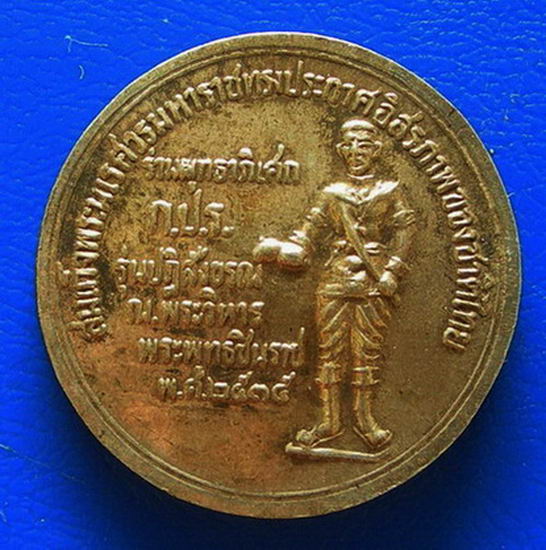 สมเด็จพระนเรศวรมหาราชทรงประกาศอิสรภาพของชาติไทย
งานพุทธาภิเศก
ภ.ป.ร.
รุ่นปฏิสังขรณ์
ณ.พระวิหาร
พระพุทธชินราช
พ.ศ.๒๕๓๕